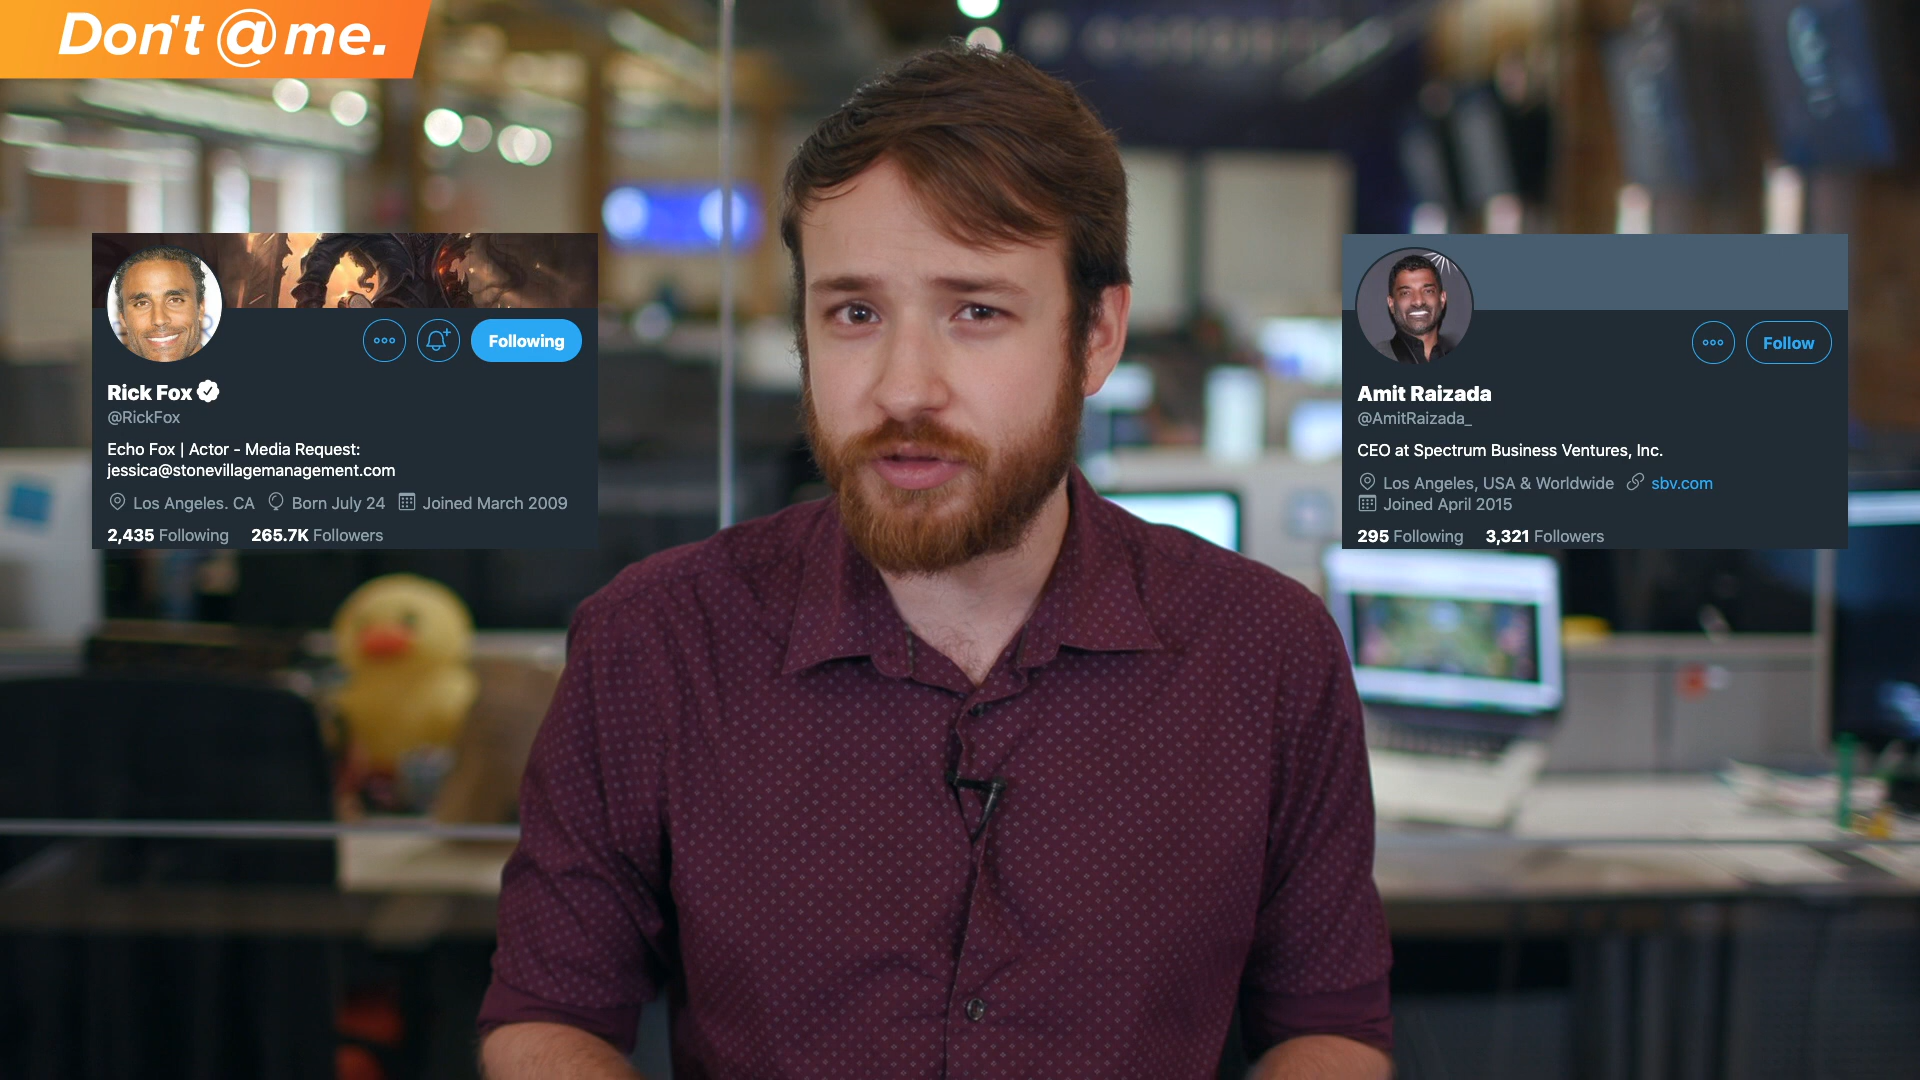 Don't @ me.
Rick Fox
@RickFox
Echo Fox | Actor - Media Request:
jessica@stonevillagemanagement.com
Los Angeles. CA Born July 24 Joined March 2009
2,435 Following 265.7K Followers
Following
Amit Raizada
@AmitRaizada_
CEO at Spectrum Business Ventures, Inc.
Los Angeles, USA & Worldwide sbv.com
Joined April 2015
295 Following 3,321 Followers
Follow